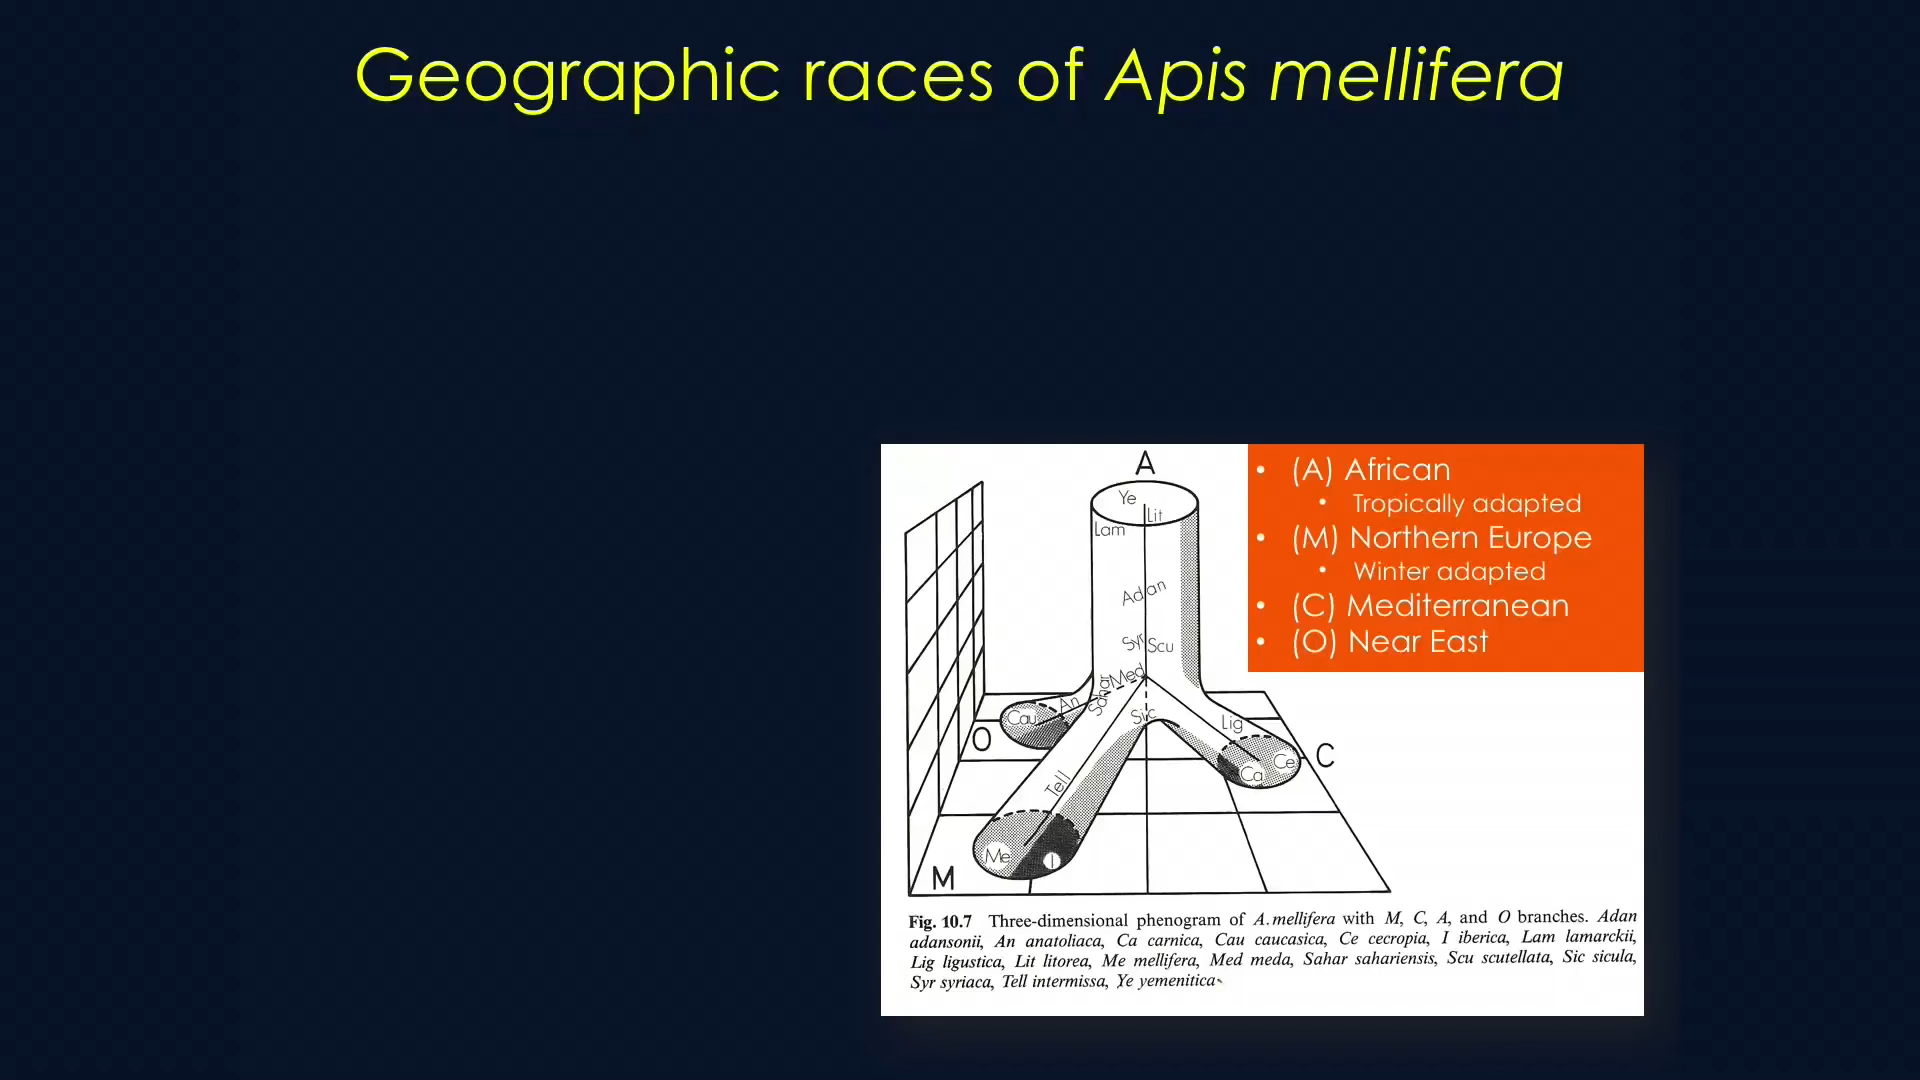 Geographic races of Apis mellifera
A
Ye
Lit
Lam
Adan
Syr
Scu
Med
Sahar
An
Cau
Sic
Lig
O
C
Ce
Ca
Tell
Me
I
M
• (A) African
• Tropically adapted
• (M) Northern Europe
• Winter adapted
• (C) Mediterranean
• (O) Near East
Fig. 10.7 Three-dimensional phenogram of A. mellifera with M, C, A, and O branches. Adan
adansonii, An anatoliaca, Ca carnica, Cau caucasica, Ce cecropia, I iberica, Lam lamarckii,
Lig ligustica, Lit litorea, Me mellifera, Med meda, Sahar sahariensis, Scu scutellata, Sic sicula,
Syr syriaca, Tell intermissa, Ye yemenitica